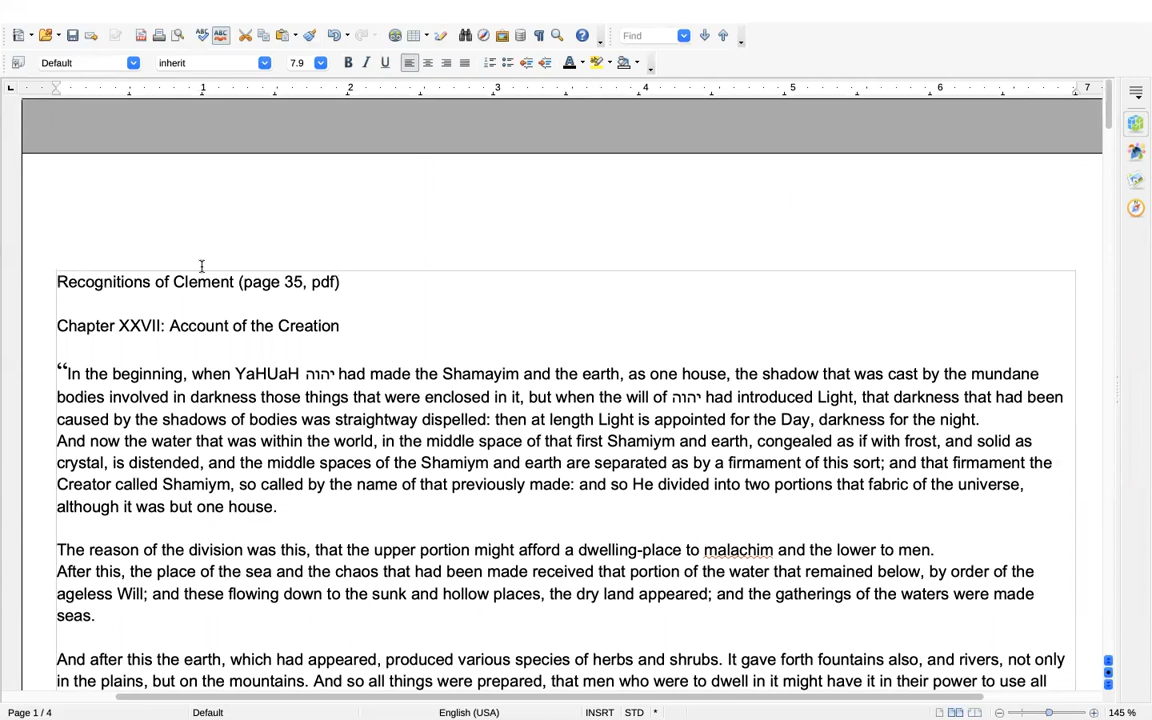 Find
Default inherit 7.9
1 2 3 4 5 6 7
Recognitions of Clement (page 35, pdf)
Chapter XXVII: Account of the Creation
“In the beginning, when YaHUaH יהוה had made the Shamayim and the earth, as one house, the shadow that was cast by the mundane
bodies involved in darkness those things that were enclosed in it, but when the will of יהוה had introduced Light, that darkness that had been
caused by the shadows of bodies was straightway dispelled: then at length Light is appointed for the Day, darkness for the night.
And now the water that was within the world, in the middle space of that first Shamiym and earth, congealed as if with frost, and solid as
crystal, is distended, and the middle spaces of the Shamiym and earth are separated as by a firmament of this sort; and that firmament the
Creator called Shamiym, so called by the name of that previously made: and so He divided into two portions that fabric of the universe,
although it was but one house.
The reason of the division was this, that the upper portion might afford a dwelling-place to malachim and the lower to men.
After this, the place of the sea and the chaos that had been made received that portion of the water that remained below, by order of the
ageless Will; and these flowing down to the sunk and hollow places, the dry land appeared; and the gatherings of the waters were made
seas.
And after this the earth, which had appeared, produced various species of herbs and shrubs. It gave forth fountains also, and rivers, not only
in the plains, but on the mountains. And so all things were prepared, that men who were to dwell in it might have it in their power to use all
Page 1 / 4 Default English (USA) INSRT STD * 145 %